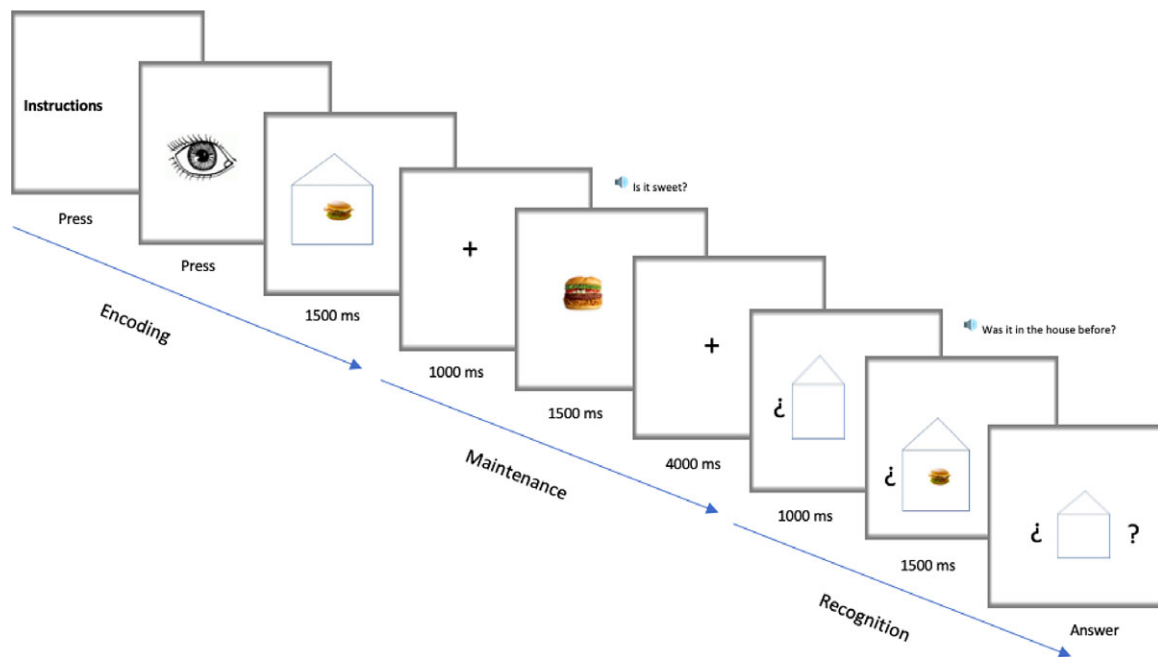 Instructions
Press
Press
1500 ms
+
1000 ms
Is it sweet?
1500 ms
+
4000 ms
¿
1000 ms
Was it in the house before?
¿
1500 ms
¿ ?
Answer
Encoding
Maintenance
Recognition